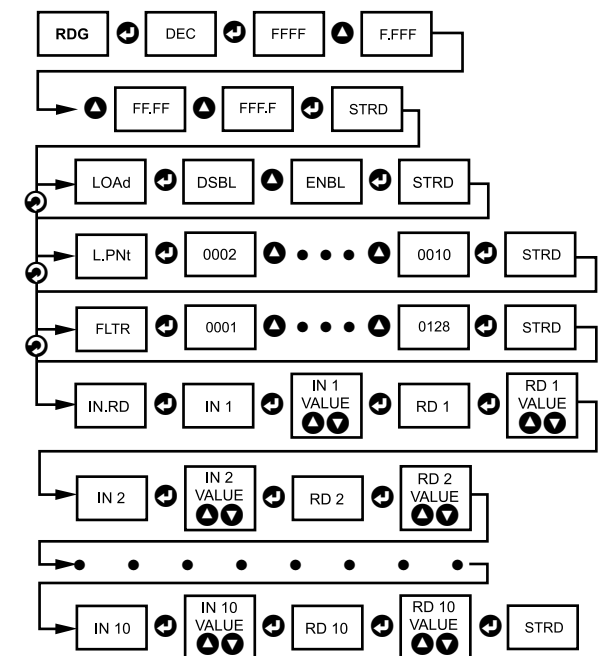 RDG DEC FFFF F.FFF
FF.FF FFF.F STRD
LOAd DSBL ENBL STRD
L.PNt 0002 0010 STRD
FLTR 0001 0128 STRD
IN.RD IN 1 IN 1 VALUE RD 1 RD 1 VALUE
IN 2 IN 2 VALUE RD 2 RD 2 VALUE
IN 10 IN 10 VALUE RD 10 RD 10 VALUE STRD